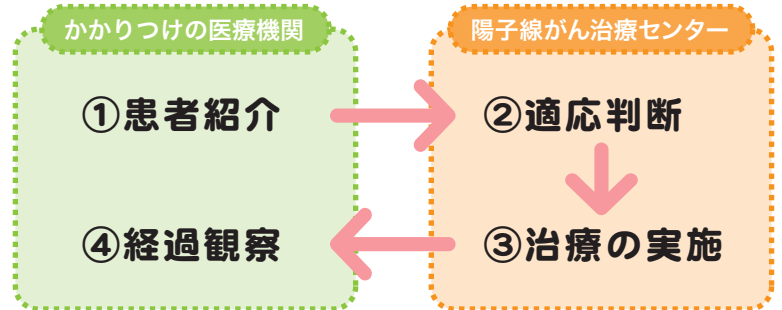 かかりつけの医療機関
陽子線がん治療センター
①患者紹介
②適応判断
③治療の実施
④経過観察